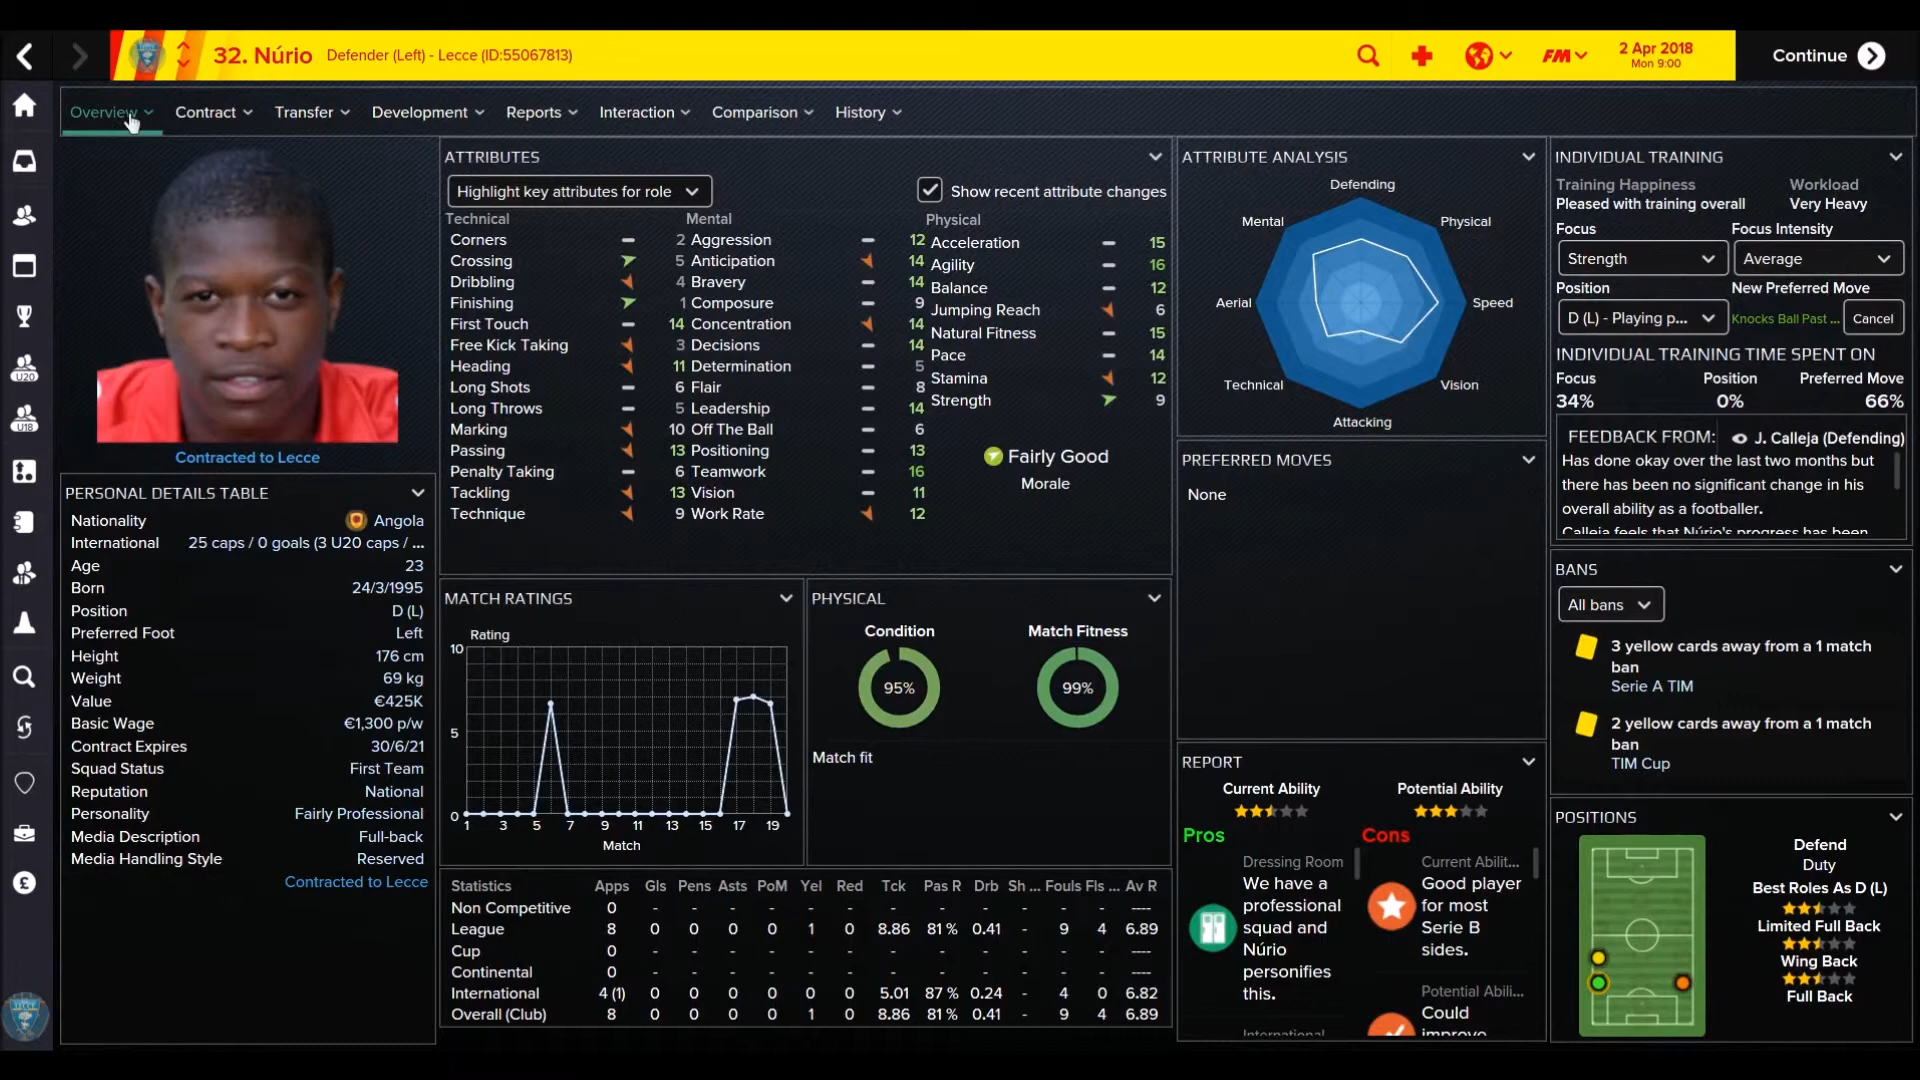 32. Núrio Defender (Left) - Lecce (ID:55067813)
FM
2 Apr 2018
Mon 9:00
Continue
Overview Contract Transfer Development Reports Interaction Comparison History
U20
U18
Contracted to Lecce
PERSONAL DETAILS TABLE
Nationality Angola
International 25 caps / 0 goals (3 U20 caps / ...
Age 23
Born 24/3/1995
Position D (L)
Preferred Foot Left
Height 176 cm
Weight 69 kg
Value €425K
Basic Wage €1,300 p/w
Contract Expires 30/6/21
Squad Status First Team
Reputation National
Personality Fairly Professional
Media Description Full-back
Media Handling Style Reserved
Contracted to Lecce
ATTRIBUTES
Highlight key attributes for role
Show recent attribute changes
Technical Mental Physical
Corners 2 Aggression 12
Crossing 5 Anticipation 14
Dribbling 4 Bravery 14
Finishing 1 Composure 9
First Touch 14 Concentration 14
Free Kick Taking 3 Decisions 14
Heading 11 Determination 5
Long Shots 6 Flair 8
Long Throws 5 Leadership 14
Marking 10 Off The Ball 6
Passing 13 Positioning 13
Penalty Taking 6 Teamwork 16
Tackling 13 Vision 11
Technique 9 Work Rate 12
Acceleration 15
Agility 16
Balance 12
Jumping Reach 6
Natural Fitness 15
Pace 14
Stamina 12
Strength 9
Fairly Good
Morale
MATCH RATINGS
Rating
10
5
0
1 3 5 7 9 11 13 15 17 19
Match
PHYSICAL
Condition Match Fitness
95% 99%
Match fit
Statistics Apps Gls Pens Asts PoM Yel Red Tck Pas R Drb Sh ... Fouls Fls ... Av R
Non Competitive 0 - - - - - - - - - - - - ----
League 8 0 0 0 0 1 0 8.86 81 % 0.41 - 9 4 6.89
Cup 0 - - - - - - - - - - - - ----
Continental 0 - - - - - - - - - - - - ----
International 4 (1) 0 0 0 0 0 0 5.01 87 % 0.24 - 4 0 6.82
Overall (Club) 8 0 0 0 0 1 0 8.86 81 % 0.41 - 9 4 6.89
ATTRIBUTE ANALYSIS
Defending
Mental Physical
Aerial Speed
Technical Vision
Attacking
PREFERRED MOVES
None
REPORT
Current Ability Potential Ability
Pros Cons
Dressing Room
We have a
professional
squad and
Núrio
personifies
this.
International
Current Abilit...
Good player
for most
Serie B
sides.
Potential Abili...
Could
improve
INDIVIDUAL TRAINING
Training Happiness Workload
Pleased with training overall Very Heavy
Focus Focus Intensity
Strength Average
Position New Preferred Move
D (L) - Playing p... Knocks Ball Past ... Cancel
INDIVIDUAL TRAINING TIME SPENT ON
Focus Position Preferred Move
34% 0% 66%
FEEDBACK FROM: J. Calleja (Defending)
Has done okay over the last two months but
there has been no significant change in his
overall ability as a footballer.
Calleja feels that Núrio's progress has been
BANS
All bans
3 yellow cards away from a 1 match
ban
Serie A TIM
2 yellow cards away from a 1 match
ban
TIM Cup
POSITIONS
Defend
Duty
Best Roles As D (L)
Limited Full Back
Wing Back
Full Back